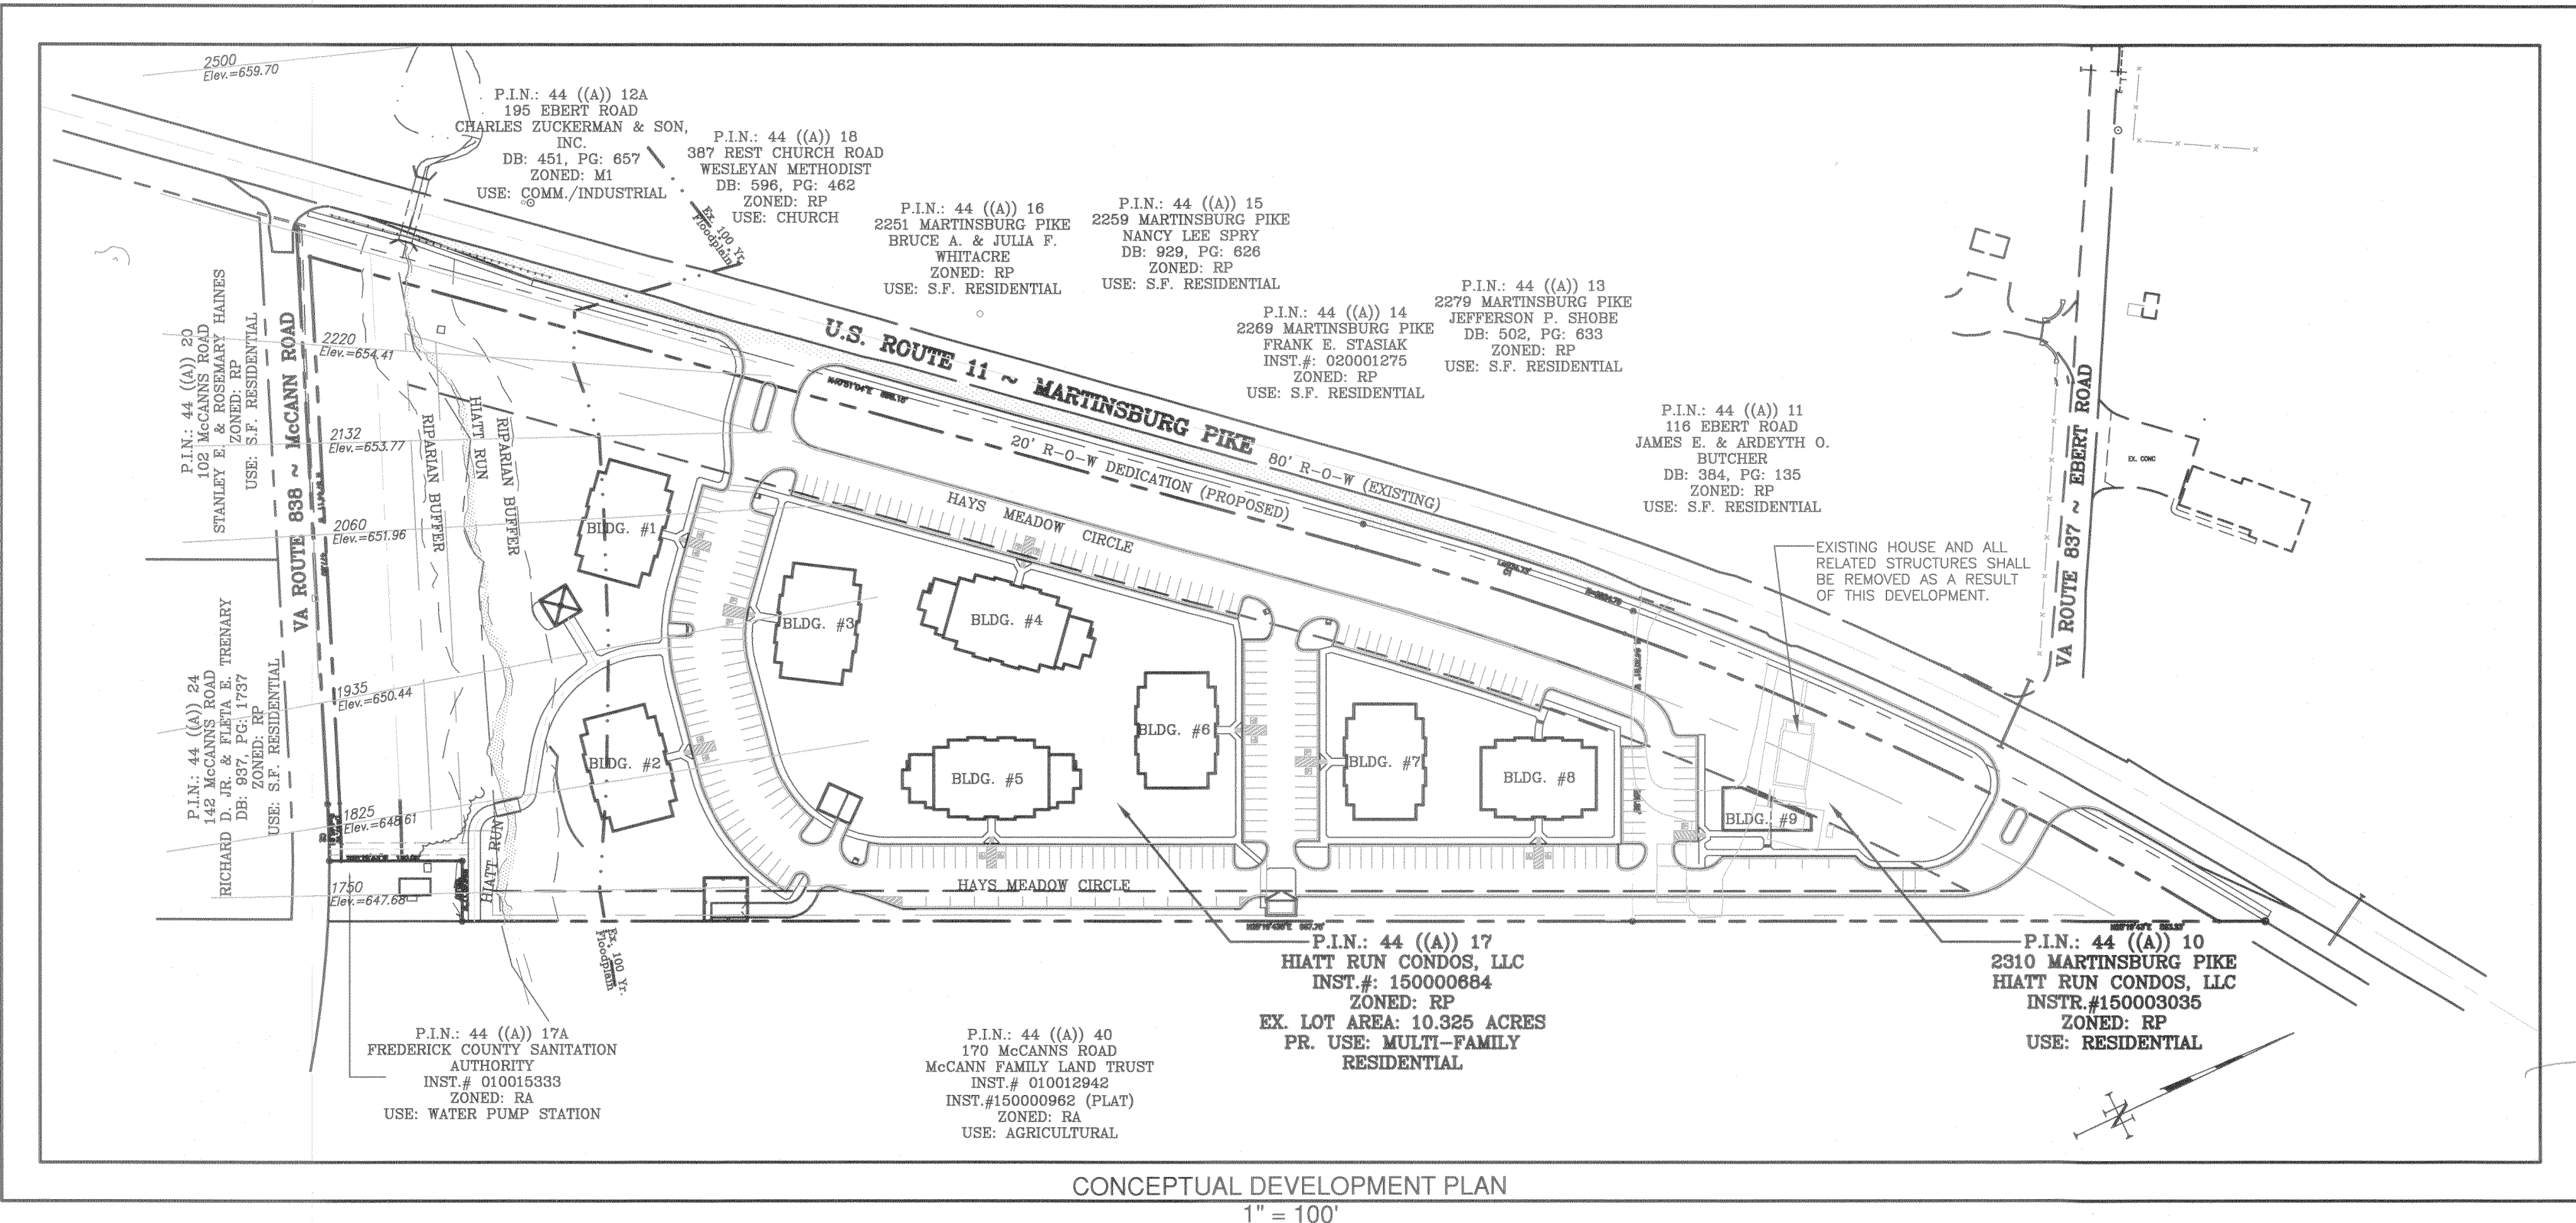 2500
Elev.=659.70
P.I.N.: 44 ((A)) 12A
195 EBERT ROAD
CHARLES ZUCKERMAN & SON,
INC.
DB: 451, PG: 657
ZONED: M1
USE: COMM./INDUSTRIAL
P.I.N.: 44 ((A)) 18
387 REST CHURCH ROAD
WESLEYAN METHODIST
DB: 596, PG: 462
ZONED: RP
USE: CHURCH
Ex. 100 Yr.
Floodplain
P.I.N.: 44 ((A)) 16
2251 MARTINSBURG PIKE
BRUCE A. & JULIA F.
WHITACRE
ZONED: RP
USE: S.F. RESIDENTIAL
P.I.N.: 44 ((A)) 15
2259 MARTINSBURG PIKE
NANCY LEE SPRY
DB: 929, PG: 626
ZONED: RP
USE: S.F. RESIDENTIAL
P.I.N.: 44 ((A)) 14
2269 MARTINSBURG PIKE
FRANK E. STASIAK
INST.#: 020001275
ZONED: RP
USE: S.F. RESIDENTIAL
P.I.N.: 44 ((A)) 13
2279 MARTINSBURG PIKE
JEFFERSON P. SHOBE
DB: 502, PG: 633
ZONED: RP
USE: S.F. RESIDENTIAL
P.I.N.: 44 ((A)) 11
116 EBERT ROAD
JAMES E. & ARDEYTH O.
BUTCHER
DB: 384, PG: 135
ZONED: RP
USE: S.F. RESIDENTIAL
EXISTING HOUSE AND ALL
RELATED STRUCTURES SHALL
BE REMOVED AS A RESULT
OF THIS DEVELOPMENT.
VA ROUTE 837 ~ EBERT ROAD
EX. CONC
U.S. ROUTE 11 ~ MARTINSBURG PIKE
80' R-O-W (EXISTING)
20' R-O-W DEDICATION (PROPOSED)
HAYS MEADOW CIRCLE
P.I.N.: 44 ((A)) 20
102 McCANNS ROAD
STANLEY E. & ROSEMARY HAINES
ZONED: RP
USE: S.F. RESIDENTIAL
VA ROUTE 838 ~ McCANN ROAD
P.I.N.: 44 ((A)) 24
142 McCANNS ROAD
RICHARD D. JR. & FLETA E. TRENARY
DB: 937, PG: 1737
ZONED: RP
USE: S.F. RESIDENTIAL
2220
Elev.=654.41
2132
Elev.=653.77
2060
Elev.=651.96
1935
Elev.=650.44
1825
Elev.=648.61
1750
Elev.=647.68
RIPARIAN BUFFER
HIATT RUN
RIPARIAN BUFFER
HIATT RUN
BLDG. #1
BLDG. #2
BLDG. #3
BLDG. #4
BLDG. #5
BLDG. #6
BLDG. #7
BLDG. #8
BLDG. #9
HAYS MEADOW CIRCLE
Ex. 100 Yr.
Floodplain
P.I.N.: 44 ((A)) 17A
FREDERICK COUNTY SANITATION
AUTHORITY
INST.# 010015333
ZONED: RA
USE: WATER PUMP STATION
P.I.N.: 44 ((A)) 40
170 McCANNS ROAD
McCANN FAMILY LAND TRUST
INST.# 010012942
INST.#150000962 (PLAT)
ZONED: RA
USE: AGRICULTURAL
P.I.N.: 44 ((A)) 17
HIATT RUN CONDOS, LLC
INST.#: 150000684
ZONED: RP
EX. LOT AREA: 10.325 ACRES
PR. USE: MULTI-FAMILY
RESIDENTIAL
P.I.N.: 44 ((A)) 10
2310 MARTINSBURG PIKE
HIATT RUN CONDOS, LLC
INSTR.#150003035
ZONED: RP
USE: RESIDENTIAL
N
CONCEPTUAL DEVELOPMENT PLAN
1" = 100'